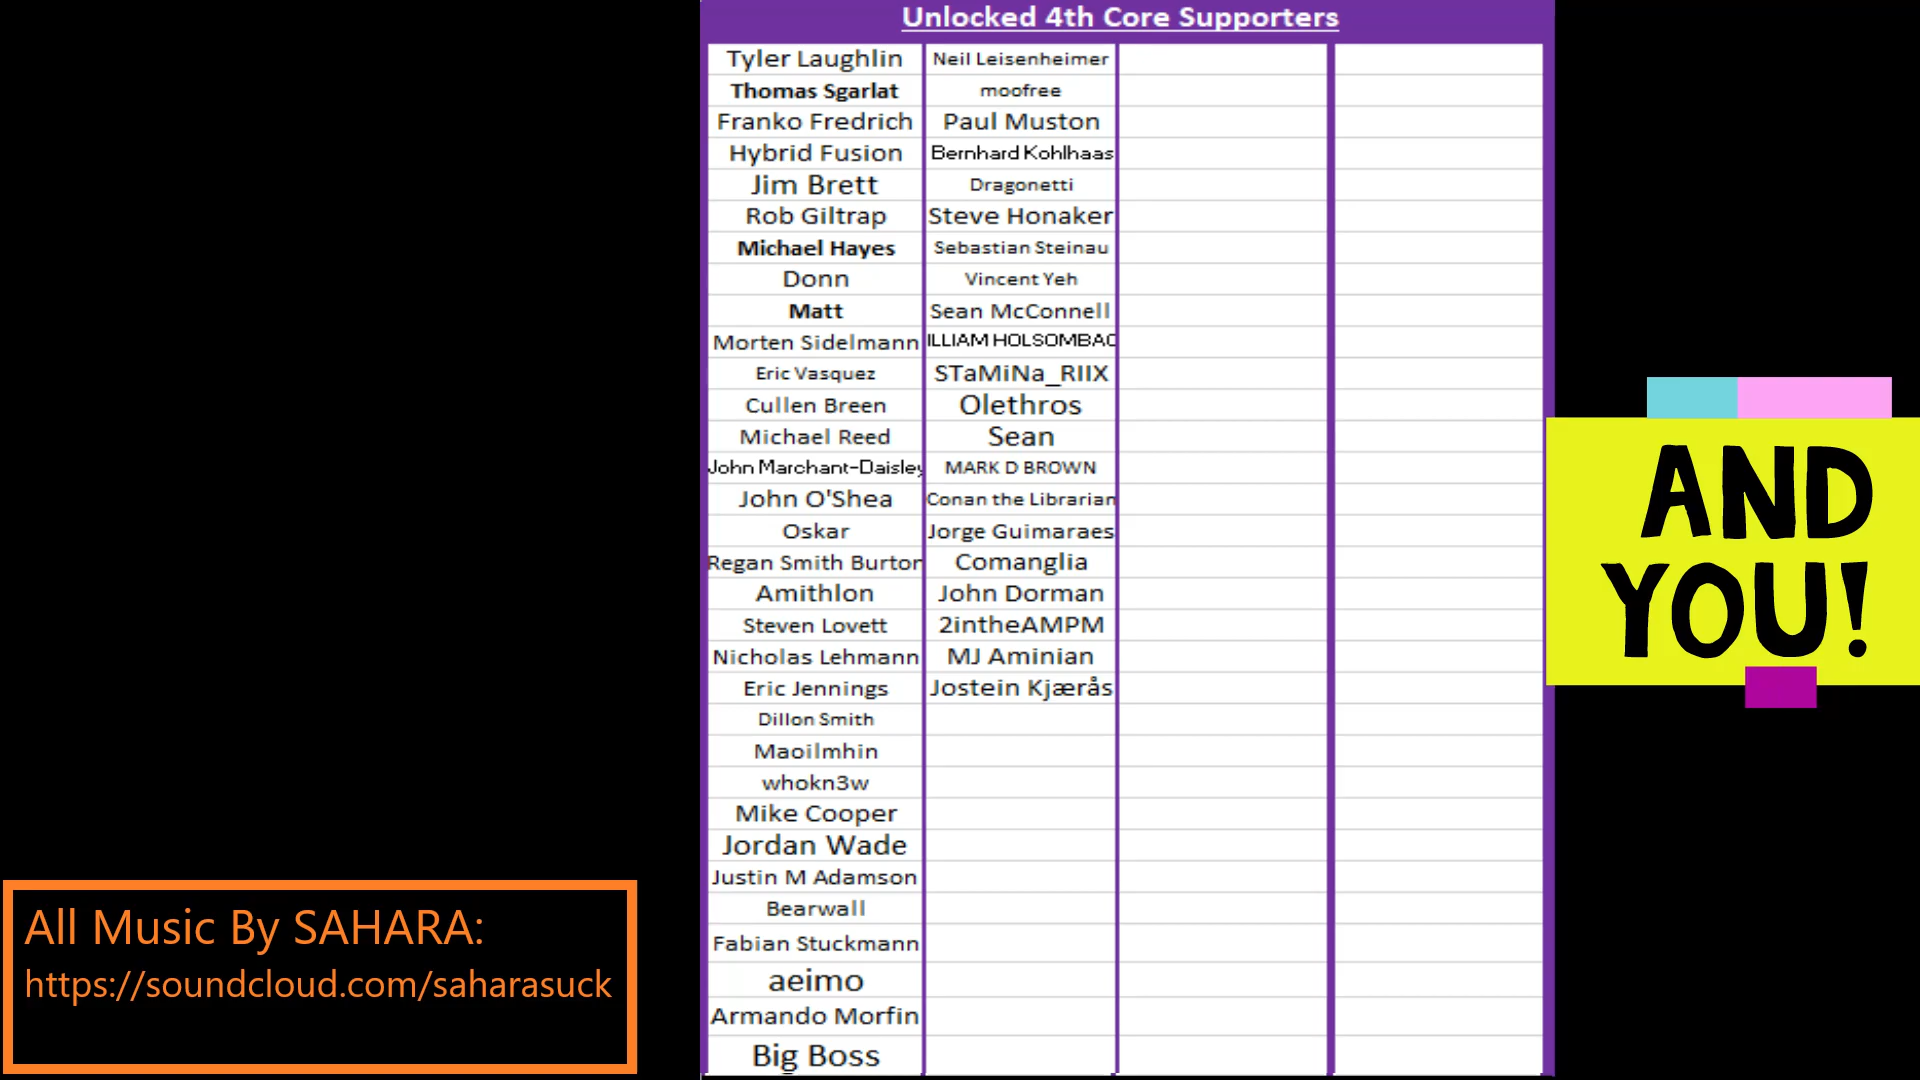 Unlocked 4th Core Supporters
Tyler Laughlin
Thomas Sgarlat
Franko Fredrich
Hybrid Fusion
Jim Brett
Rob Giltrap
Michael Hayes
Donn
Matt
Morten Sidelmann
Eric Vasquez
Cullen Breen
Michael Reed
John Marchant-Daisley
John O'Shea
Oskar
Regan Smith Burton
Amithlon
Steven Lovett
Nicholas Lehmann
Eric Jennings
Dillon Smith
Maoilmhin
whokn3w
Mike Cooper
Jordan Wade
Justin M Adamson
Bearwall
Fabian Stuckmann
aeimo
Armando Morfin
Big Boss
Neil Leisenheimer
moofree
Paul Muston
Bernhard Kohlhaas
Dragonetti
Steve Honaker
Sebastian Steinau
Vincent Yeh
Sean McConnell
ILLIAM HOLSOMBAC
STaMiNa_RIIX
Olethros
Sean
MARK D BROWN
Conan the Librarian
Jorge Guimaraes
Comanglia
John Dorman
2intheAMPM
MJ Aminian
Jostein Kjærås
AND
YOU!
All Music By SAHARA:
https://soundcloud.com/saharasuck